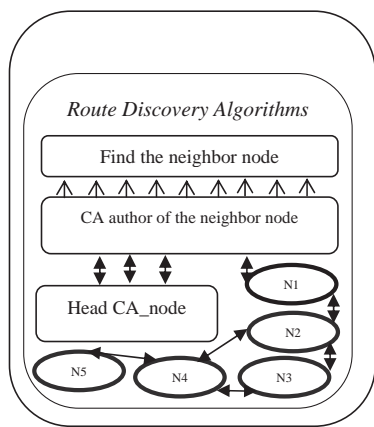 Route Discovery Algorithms
Find the neighbor node
CA author of the neighbor node
N1
Head CA_node
N2
N5
N4
N3